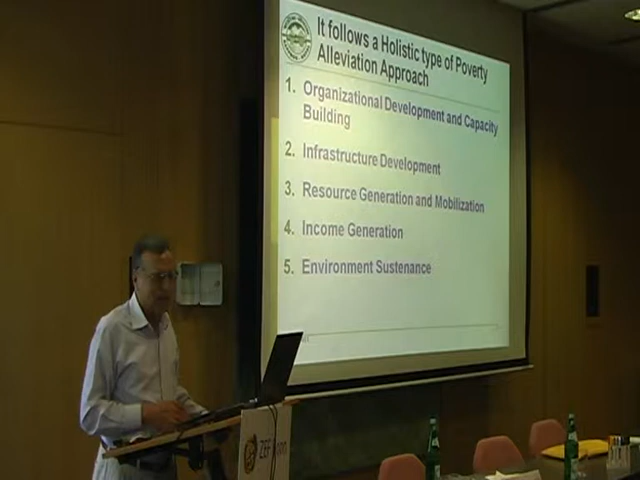 It follows a Holistic type of Poverty
Alleviation Approach
1. Organizational Development and Capacity
Building
2. Infrastructure Development
3. Resource Generation and Mobilization
4. Income Generation
5. Environment Sustenance
ZEF